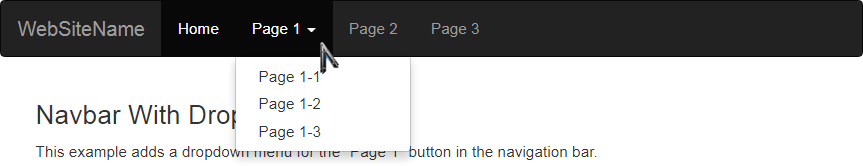 WebSiteName Home Page 1 Page 2 Page 3
Page 1-1
Page 1-2
Page 1-3
Navbar With Drop
This example adds a dropdown menu for the "Page 1" button in the navigation bar.